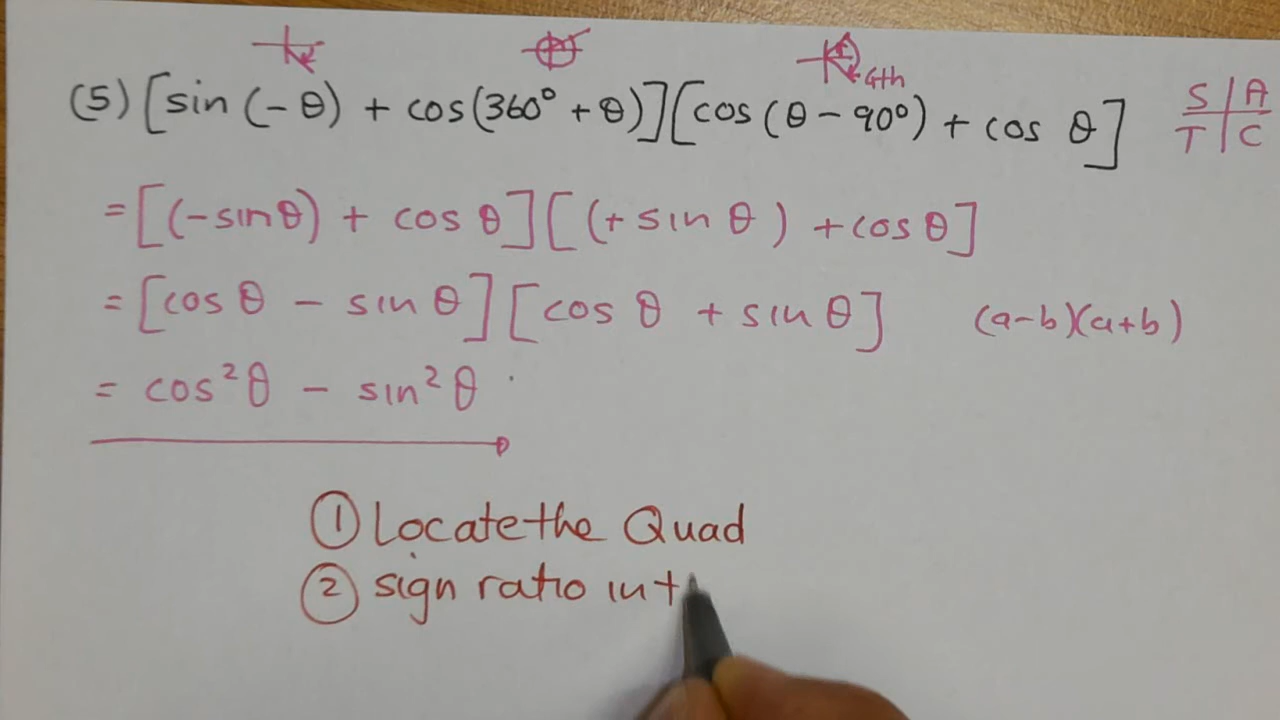 4th
(5) [sin (-θ) + cos(360° + θ)][cos (θ - 90°) + cos θ]
S A
T C
= [(-sinθ) + cos θ][(+sin θ) + cos θ]
= [cos θ - sin θ][cos θ + sin θ] (a-b)(a+b)
= cos²θ - sin²θ
① Locate the Quad
② sign ratio in t